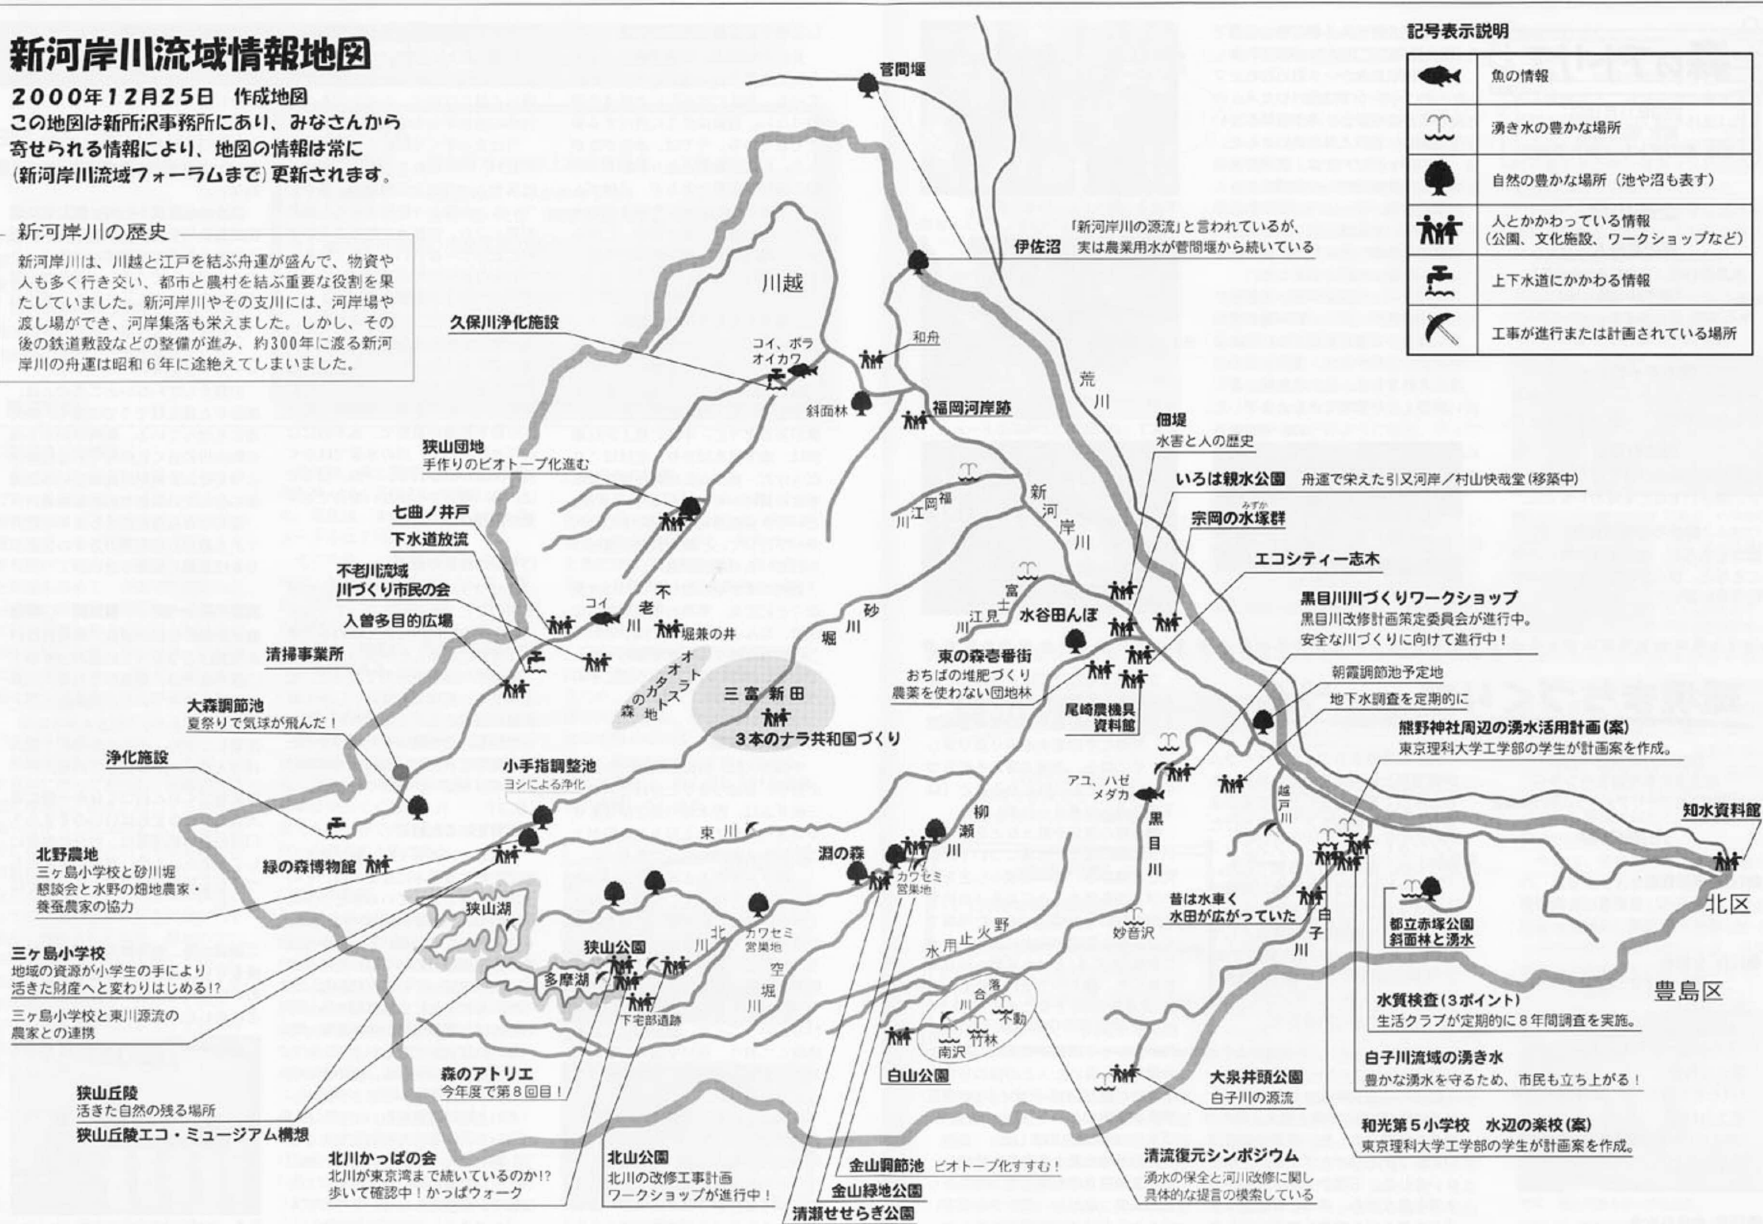 新河岸川流域情報地図
2000年12月25日 作成地図
この地図は新所沢事務所にあり、みなさんから
寄せられる情報により、地図の情報は常に
(新河岸川流域フォーラムまで)更新されます。
新河岸川の歴史
新河岸川は、川越と江戸を結ぶ舟運が盛んで、物資や
人も多く行き交い、都市と農村を結ぶ重要な役割を果
たしていました。新河岸川やその支川には、河岸場や
渡し場ができ、河岸集落も栄えました。しかし、その
後の鉄道敷設などの整備が進み、約300年に渡る新河
岸川の舟運は昭和6年に途絶えてしまいました。
記号表示説明
魚の情報
湧き水の豊かな場所
自然の豊かな場所(池や沼も表す)
人とかかわっている情報
(公園、文化施設、ワークショップなど)
上下水道にかかわる情報
工事が進行または計画されている場所
菅間堰
「新河岸川の源流」と言われているが、
伊佐沼 実は農業用水が菅間堰から続いている
川越
久保川浄化施設
コイ、ボラ
オイカワ
和舟
斜面林
福岡河岸跡
荒川
佃堤
水害と人の歴史
狭山団地
手作りのビオトープ化進む
いろは親水公園 舟運で栄えた引又河岸/村山快哉堂(移築中)
みずか
宗岡の水塚群
エコシティー志木
福岡江川
新河岸川
七曲ノ井戸
下水道放流
不老川流域
川づくり市民の会
入曽多目的広場
清掃事業所
コイ
不老川
堀兼の井
砂川堀
富士見江川
水谷田んぼ
黒目川川づくりワークショップ
黒目川改修計画策定委員会が進行中。
安全な川づくりに向けて進行中!
東の森壱番街
おちばの堆肥づくり
農薬を使わない団地林
尾崎農機具
資料館
朝霞調節池予定地
地下水調査を定期的に
オオトラストカタストの地森
三富新田
3本のナラ共和国づくり
大森調節池
夏祭りで気球が飛んだ!
浄化施設
小手指調整池
ヨシによる浄化
熊野神社周辺の湧水活用計画(案)
東京理科大学工学部の学生が計画案を作成。
アユ、ハゼ
メダカ
越戸川
知水資料館
北野農地
三ヶ島小学校と砂川堀
懇談会と水野の畑地農家・
養蚕農家の協力
緑の森博物館
東川
柳瀬川
黒目川
淵の森
カワセミ
営巣地
北区
狭山湖
昔は水車く
水田が広がっていた
白子川
都立赤塚公園
斜面林と湧水
三ヶ島小学校
地域の資源が小学生の手により
活きた財産へと変わりはじめる!?
三ヶ島小学校と東川源流の
農家との連携
狭山公園
多摩湖
下宅部遺跡
北川
カワセミ
営巣地
空堀川
野火止用水
妙音沢
落合川
不動
竹林
南沢
白山公園
豊島区
水質検査(3ポイント)
生活クラブが定期的に8年間調査を実施。
白子川流域の湧き水
豊かな湧水を守るため、市民も立ち上がる!
大泉井頭公園
白子川の源流
森のアトリエ
今年度で第8回目!
狭山丘陵
活きた自然の残る場所
狭山丘陵エコ・ミュージアム構想
和光第5小学校 水辺の楽校(案)
東京理科大学工学部の学生が計画案を作成。
北川かっぱの会
北川が東京湾まで続いているのか!?
歩いて確認中!かっぱウォーク
北山公園
北川の改修工事計画
ワークショップが進行中!
金山調節池 ビオトープ化すすむ!
金山緑地公園
清瀬せせらぎ公園
清流復元シンポジウム
湧水の保全と河川改修に関し
具体的な提言の模索している